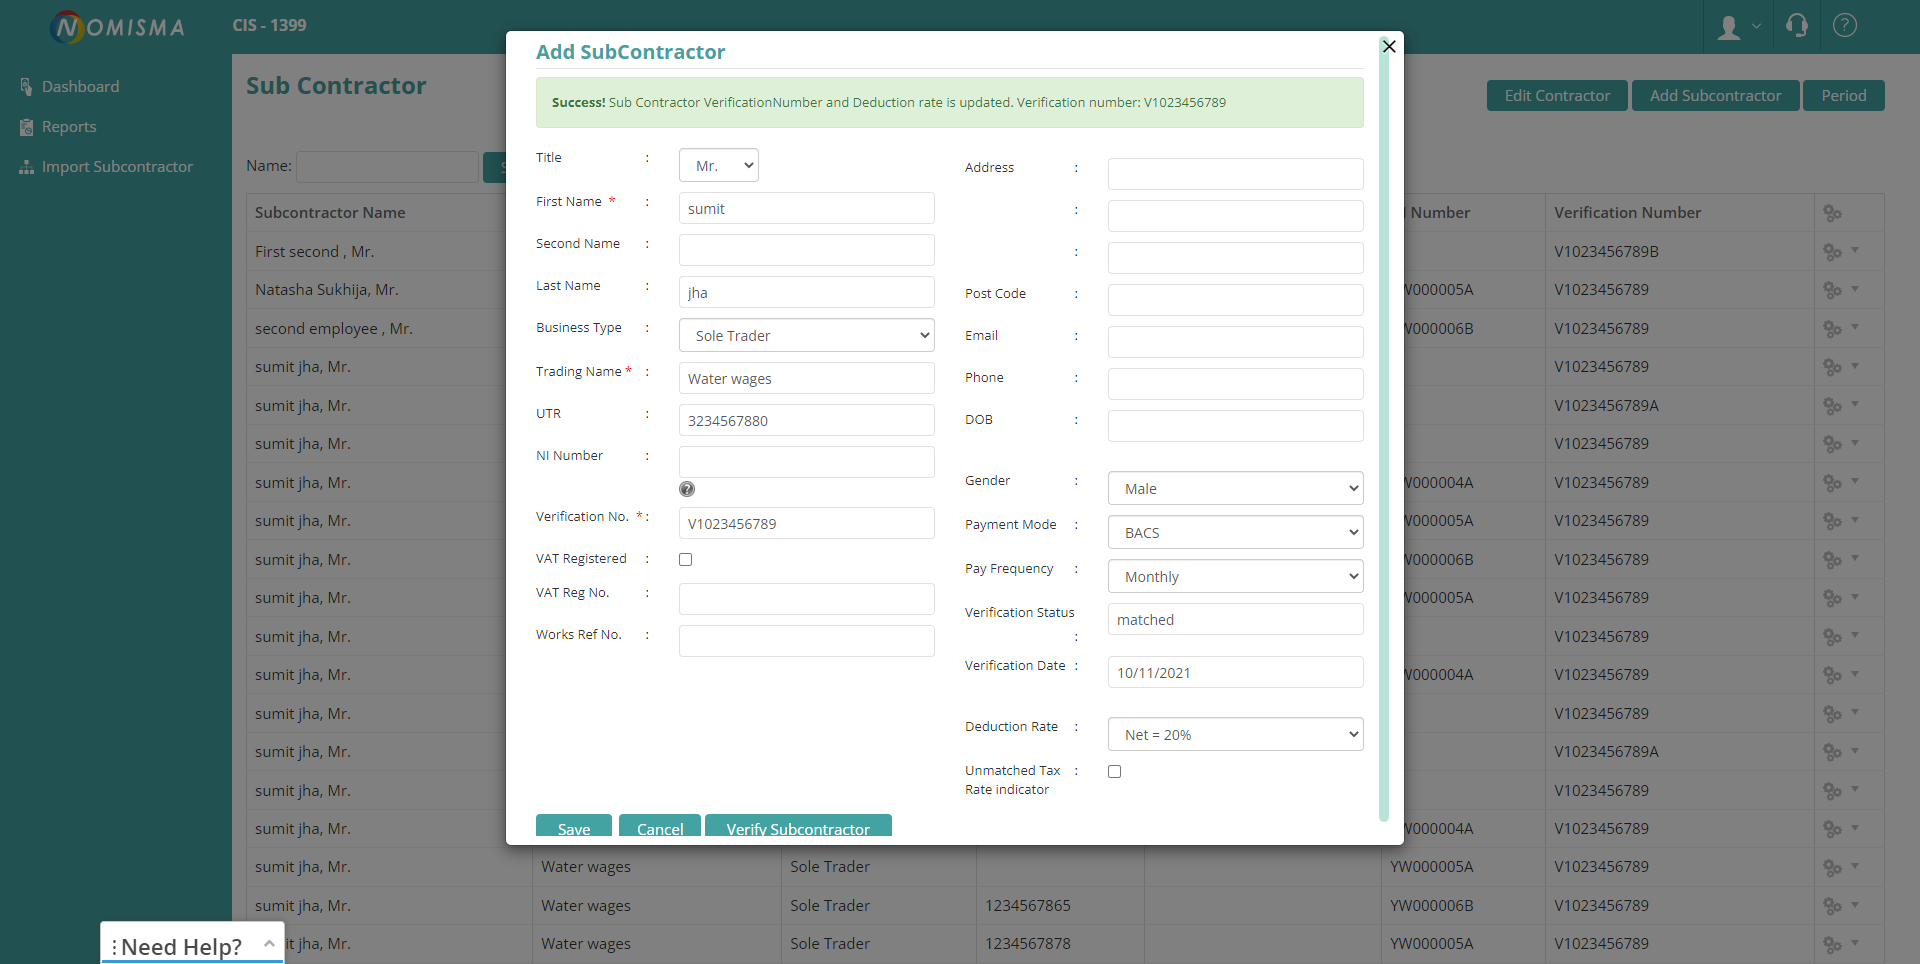 NOMISMA
CIS - 1399
Dashboard
Reports
Import Subcontractor
Sub Contractor
Edit Contractor
Add Subcontractor
Period
Name:
S
Subcontractor Name
Number
Verification Number
First second , Mr.
V1023456789B
Natasha Sukhija, Mr.
W000005A V1023456789
second employee , Mr.
W000006B V1023456789
sumit jha, Mr.
V1023456789
sumit jha, Mr.
V1023456789A
sumit jha, Mr.
V1023456789
sumit jha, Mr.
W000004A V1023456789
sumit jha, Mr.
W000005A V1023456789
sumit jha, Mr.
W000006B V1023456789
sumit jha, Mr.
W000005A V1023456789
sumit jha, Mr.
V1023456789
sumit jha, Mr.
W000004A V1023456789
sumit jha, Mr.
V1023456789
sumit jha, Mr.
V1023456789A
sumit jha, Mr.
V1023456789
sumit jha, Mr.
W000004A V1023456789
sumit jha, Mr. Water wages Sole Trader YW000005A V1023456789
sumit jha, Mr. Water wages Sole Trader 1234567865 YW000006B V1023456789
it jha, Mr. Water wages Sole Trader 1234567878 YW000005A V1023456789
Add SubContractor
Success! Sub Contractor VerificationNumber and Deduction rate is updated. Verification number: V1023456789
Title : Mr.
First Name * : sumit
Second Name :
Last Name : jha
Business Type : Sole Trader
Trading Name * : Water wages
UTR : 3234567880
NI Number :
?
Verification No. * : V1023456789
VAT Registered :
VAT Reg No. :
Works Ref No. :
Address :
:
:
Post Code :
Email :
Phone :
DOB :
Gender : Male
Payment Mode : BACS
Pay Frequency : Monthly
Verification Status : matched
Verification Date : 10/11/2021
Deduction Rate : Net = 20%
Unmatched Tax :
Rate indicator
Save
Cancel
Verify Subcontractor
Need Help?